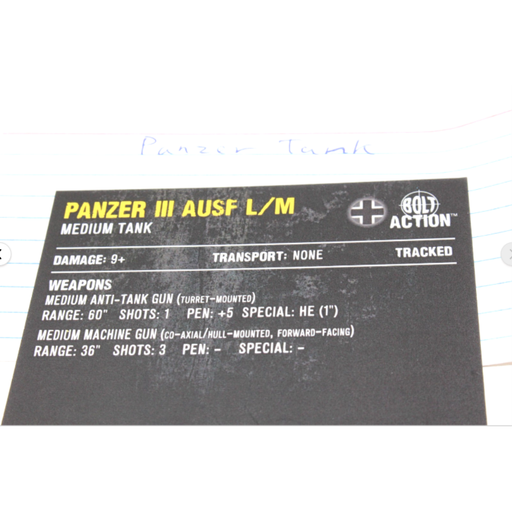 Panzer Tank
PANZER III AUSF L/M
BOLT ACTION™
MEDIUM TANK
DAMAGE: 9+ TRANSPORT: NONE TRACKED
WEAPONS
MEDIUM ANTI-TANK GUN (TURRET-MOUNTED)
RANGE: 60" SHOTS: 1 PEN: +5 SPECIAL: HE (1")
MEDIUM MACHINE GUN (CO-AXIAL/HULL-MOUNTED, FORWARD-FACING)
RANGE: 36" SHOTS: 3 PEN: – SPECIAL: –